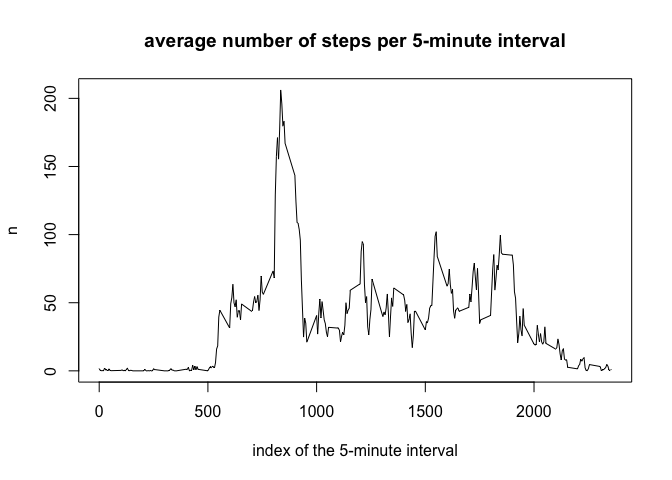 average number of steps per 5-minute interval
200
150
100
50
0
n
0 500 1000 1500 2000
index of the 5-minute interval